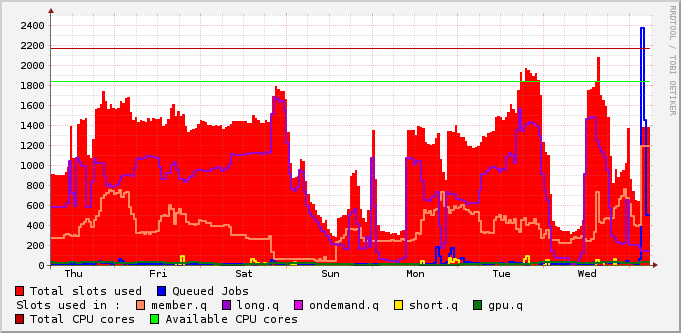 2400
2200
2000
1800
1600
1400
1200
1000
800
600
400
200
0
Thu Fri Sat Sun Mon Tue Wed
RRDTOOL / TOBI OETIKER
Total slots used Queued Jobs
Slots used in : member.q long.q ondemand.q short.q gpu.q
Total CPU cores Available CPU cores